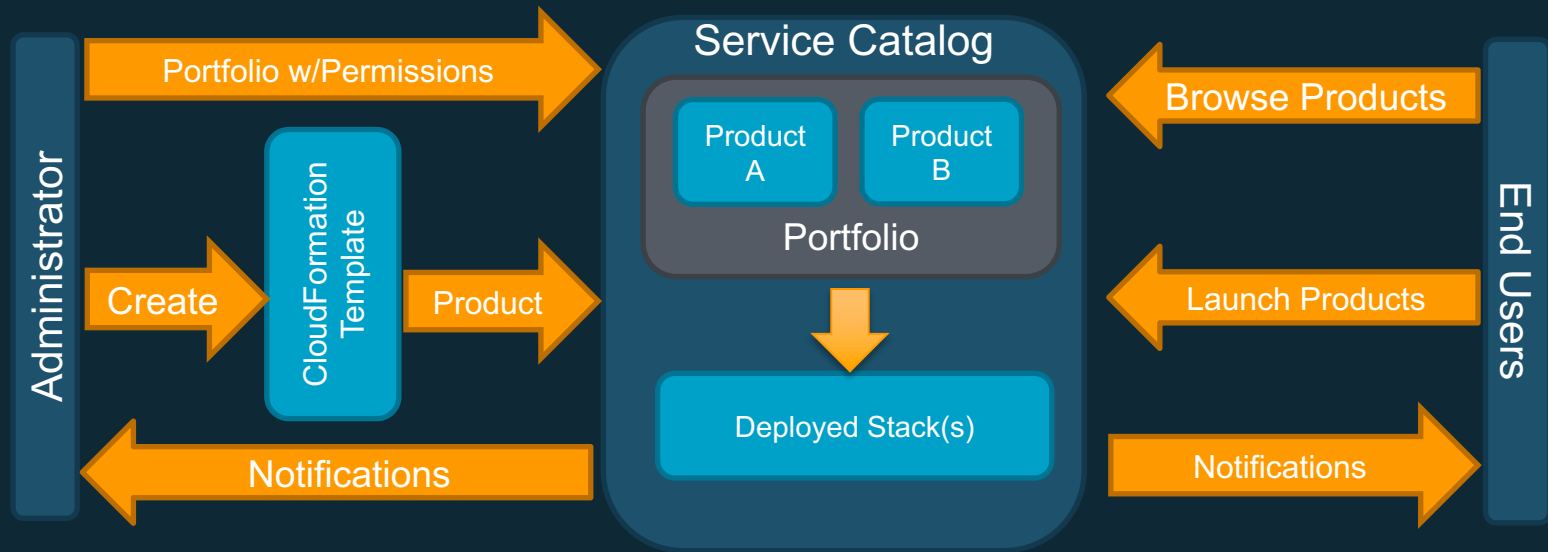 Service Catalog
Portfolio w/Permissions
Browse Products
Product
A
Product
B
Portfolio
Administrator
Create
CloudFormation
Template
Product
Launch Products
End Users
Deployed Stack(s)
Notifications
Notifications